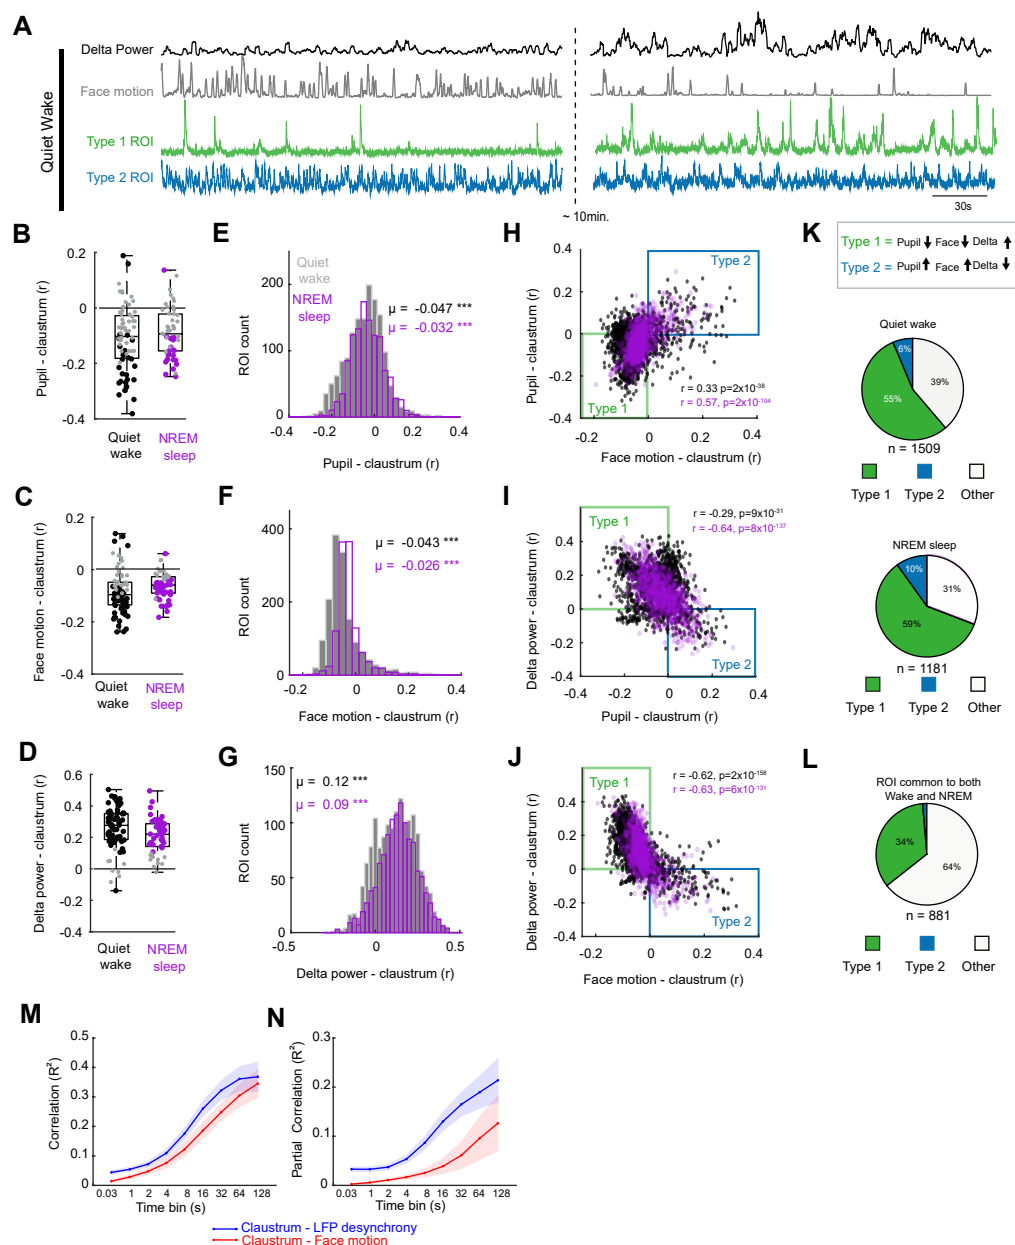 A
Quiet Wake
Delta Power
Face motion
Type 1 ROI
Type 2 ROI
~ 10min.
30s
B
Pupil - claustrum (r)
0.2
0
-0.2
-0.4
Quiet wake
NREM sleep
C
Face motion - claustrum (r)
0.2
0
-0.2
-0.4
Quiet wake
NREM sleep
D
Delta power - claustrum (r)
0.6
0.4
0.2
0
-0.4
Quiet wake
NREM sleep
E
Quiet wake
NREM sleep
μ = -0.047 ***
μ = -0.032 ***
ROI count
200
100
0
-0.4 -0.2 0 0.2 0.4
Pupil - claustrum (r)
F
μ = -0.043 ***
μ = -0.026 ***
ROI count
400
200
0
-0.2 0 0.2 0.4
Face motion - claustrum (r)
G
μ = 0.12 ***
μ = 0.09 ***
ROI count
150
100
50
0
-0.5 0 0.5
Delta power - claustrum (r)
H
Type 2
Type 1
r = 0.33 p=2x10-38
r = 0.57, p=2x10-104
Pupil - claustrum (r)
0.4
0.2
0
-0.2
-0.4
-0.2 0 0.2 0.4
Face motion - claustrum (r)
I
Type 1
Type 2
r = -0.29, p=9x10-31
r = -0.64, p=8x10-137
Delta power - claustrum (r)
0.4
0.2
0
-0.2
-0.4
-0.4 -0.2 0 0.2 0.4
Pupil - claustrum (r)
J
Type 1
Type 2
r = -0.62, p=2x10-158
r = -0.63, p=6x10-131
Delta power - claustrum (r)
0.4
0.2
0
-0.2
-0.4
-0.2 0 0.2 0.4
Face motion - claustrum (r)
K
Type 1 = Pupil ↓ Face ↓ Delta ↑
Type 2 = Pupil ↑ Face ↑ Delta ↓
Quiet wake
6%
55%
39%
n = 1509
Type 1 Type 2 Other
NREM sleep
10%
59%
31%
n = 1181
Type 1 Type 2 Other
L
ROI common to both
Wake and NREM
34%
64%
n = 881
Type 1 Type 2 Other
M
Correlation (R²)
0.5
0.4
0.3
0.2
0.1
0
0.03 1 2 4 8 16 32 64 128
Time bin (s)
N
Partial Correlation (R²)
0.3
0.2
0.1
0
0.03 1 2 4 8 16 32 64 128
Time bin (s)
Claustrum - LFP desynchrony
Claustrum - Face motion